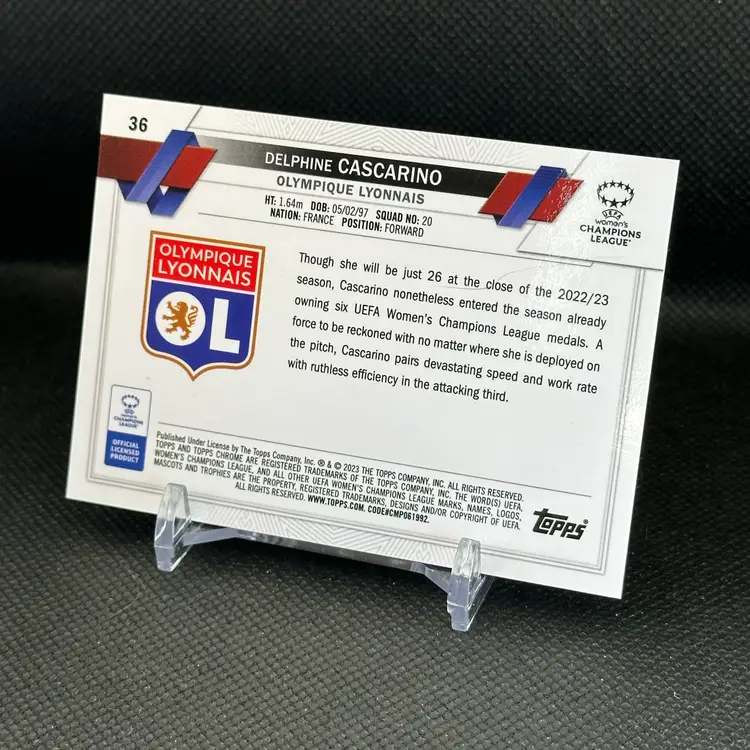 36
DELPHINE CASCARINO
OLYMPIQUE LYONNAIS
HT: 1.64m DOB: 05/02/97 SQUAD NO: 20
NATION: FRANCE POSITION: FORWARD
UEFA
women's
CHAMPIONS
LEAGUE
OLYMPIQUE
LYONNAIS
OL
Though she will be just 26 at the close of the 2022/23
season, Cascarino nonetheless entered the season already
owning six UEFA Women's Champions League medals. A
force to be reckoned with no matter where she is deployed on
the pitch, Cascarino pairs devastating speed and work rate
with ruthless efficiency in the attacking third.
women's
CHAMPIONS
LEAGUE
OFFICIAL
LICENSED
PRODUCT
Published Under License by The Topps Company, Inc. ® & © 2023 THE TOPPS COMPANY, INC. ALL RIGHTS RESERVED.
TOPPS AND TOPPS CHROME ARE REGISTERED TRADEMARKS OF THE TOPPS COMPANY, INC. THE WORD(S) UEFA,
WOMEN'S CHAMPIONS LEAGUE, AND ALL OTHER UEFA WOMEN'S CHAMPIONS LEAGUE MARKS, NAMES, LOGOS,
MASCOTS AND TROPHIES ARE THE PROPERTY, REGISTERED TRADEMARKS, DESIGNS AND/OR COPYRIGHT OF UEFA.
ALL RIGHTS RESERVED. WWW.TOPPS.COM. CODE#CMP061992.
topps